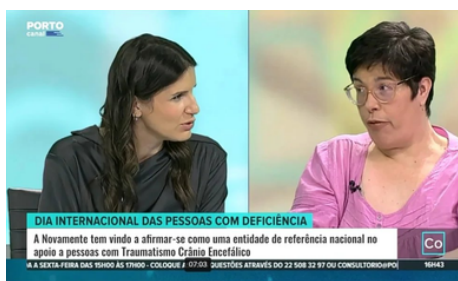 PORTO
canal
DIA INTERNACIONAL DAS PESSOAS COM DEFICIÊNCIA
A Novamente tem vindo a afirmar-se como uma entidade de referência nacional no
apoio a pessoas com Traumatismo Crânio Encefálico
Co
A A SEXTA-FEIRA DAS 15H00 ÀS 17H00 - COLOQUE A 07:03 QUESTÕES ATRAVÉS DO 22 508 32 97 OU CONSULTORIO@PO 16H43